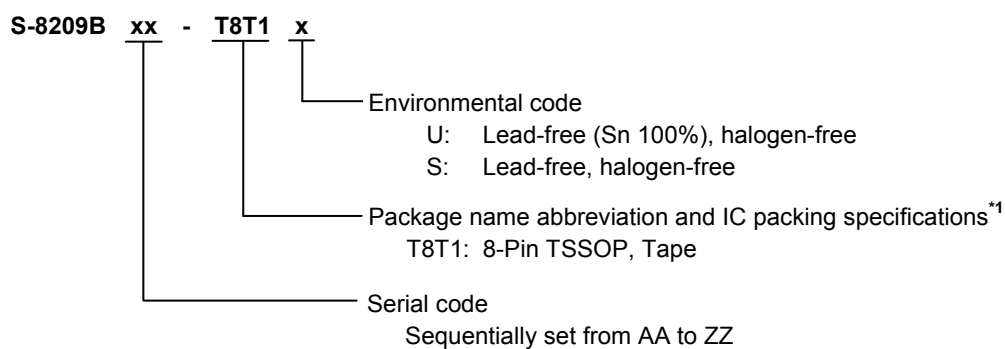 S-8209B xx - T8T1 x
Environmental code
U: Lead-free (Sn 100%), halogen-free
S: Lead-free, halogen-free
Package name abbreviation and IC packing specifications*1
T8T1: 8-Pin TSSOP, Tape
Serial code
Sequentially set from AA to ZZ